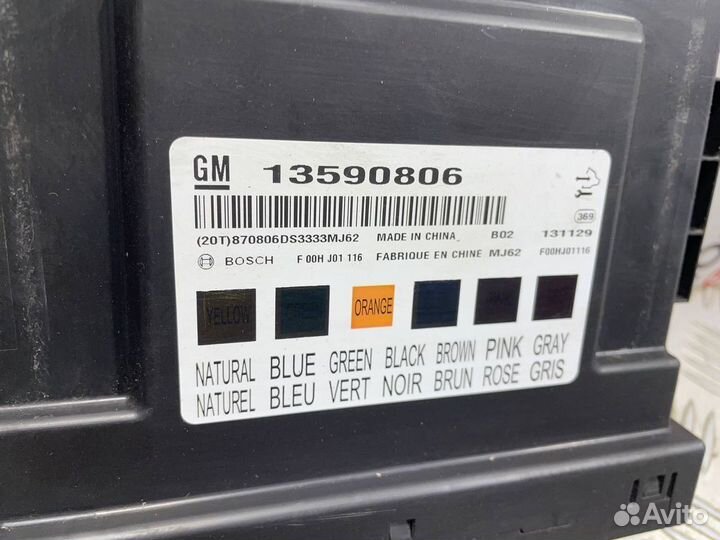 GM 13590806
369
(20T)870806DS3333MJ62 MADE IN CHINA B02 131129
BOSCH F 00H J01 116 FABRIQUE EN CHINE MJ62 F00HJ01116
YELLOW ORANGE
NATURAL BLUE GREEN BLACK BROWN PINK GRAY
NATUREL BLEU VERT NOIR BRUN ROSE GRIS
Avito